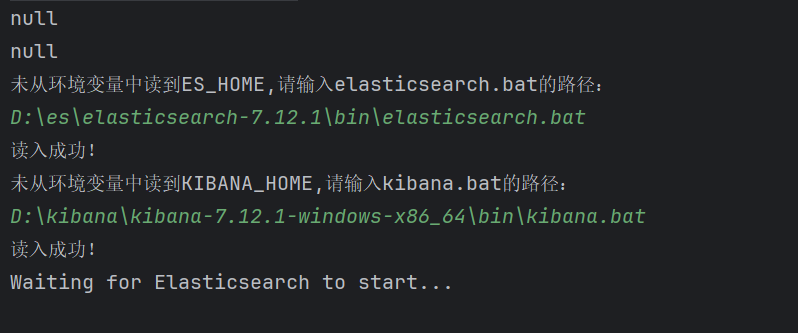 null
null
未从环境变量中读到ES_HOME,请输入elasticsearch.bat的路径：
D:\es\elasticsearch-7.12.1\bin\elasticsearch.bat
读入成功！
未从环境变量中读到KIBANA_HOME,请输入kibana.bat的路径：
D:\kibana\kibana-7.12.1-windows-x86_64\bin\kibana.bat
读入成功！
Waiting for Elasticsearch to start...